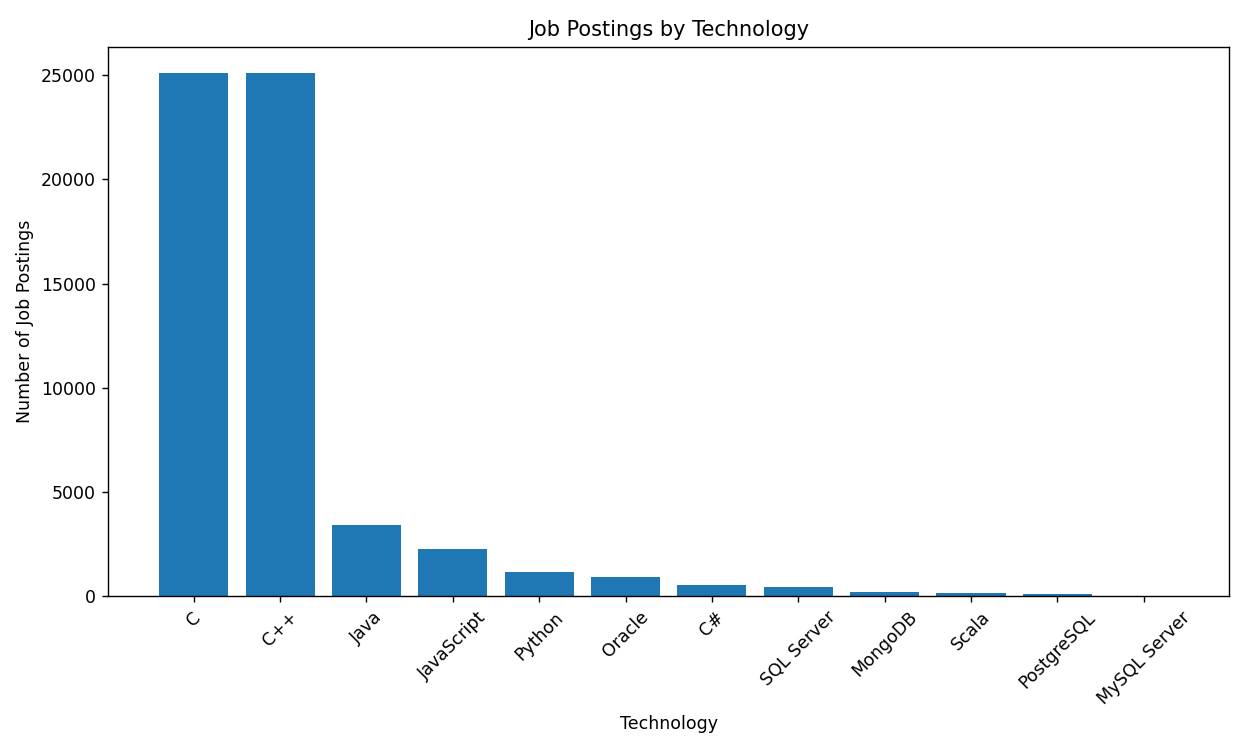 Job Postings by Technology
Number of Job Postings
25000
20000
15000
10000
5000
0
C
C++
Java
JavaScript
Python
Oracle
C#
SQL Server
MongoDB
Scala
PostgreSQL
MySQL Server
Technology